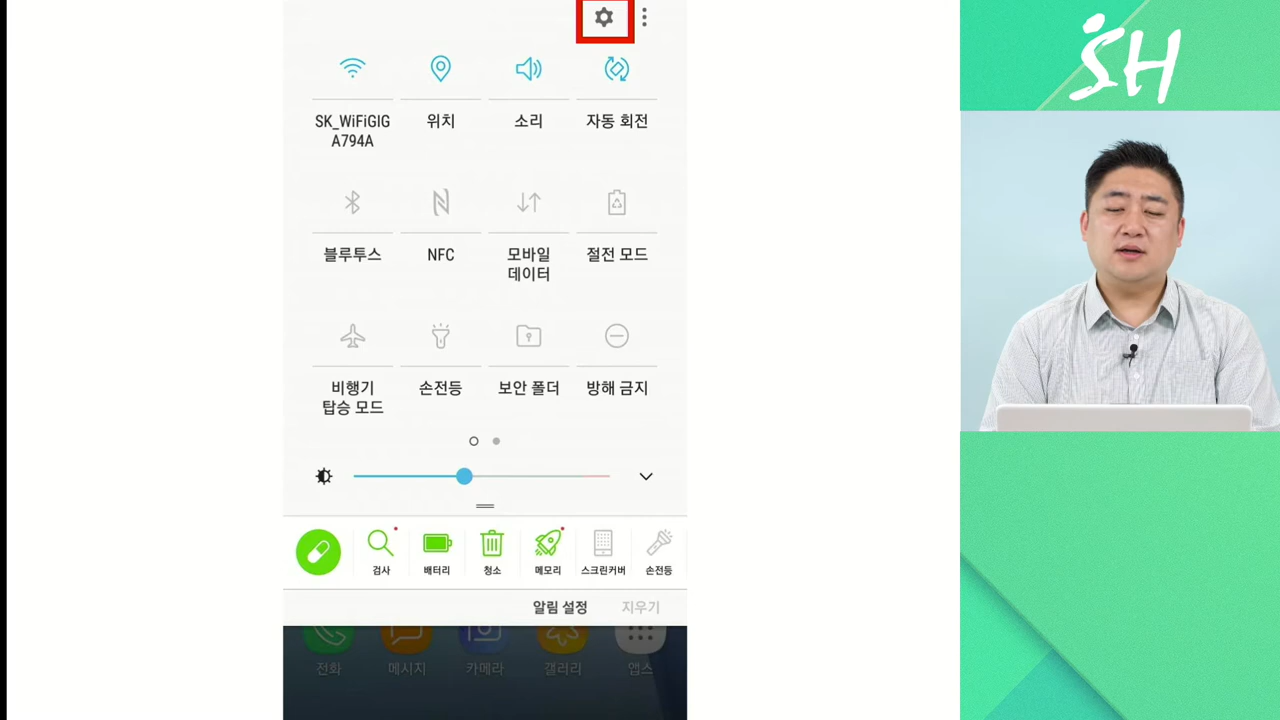 SH
SK_WiFiGIG
A794A
위치
소리
자동 회전
블루투스
NFC
모바일
데이터
절전 모드
비행기
탑승 모드
손전등
보안 폴더
방해 금지
검사
배터리
청소
메모리
스크린커버
손전등
알림 설정
지우기
전화
메시지
카메라
갤러리
앱스